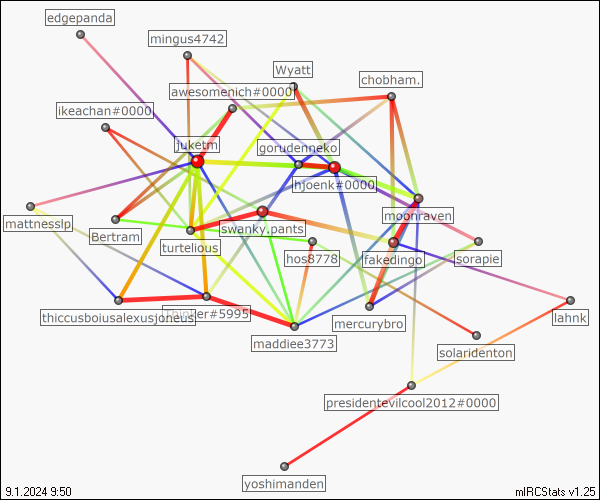 edgepanda
mingus4742
Wyatt
chobham.
awesomenich#0000
ikeachan#0000
juketm
gorudenneko
hjoenk#0000
mattnesslp
moonraven
Bertram
swanky.pants
turtelious
hos8778
fakedingo
sorapie
thiccusboiusalexusjoneus
Thinker#5995
mercurybro
lahnk
maddiee3773
solaridenton
presidentevilcool2012#0000
yoshimanden
9.1.2024 9:50
mIRCStats v1.25